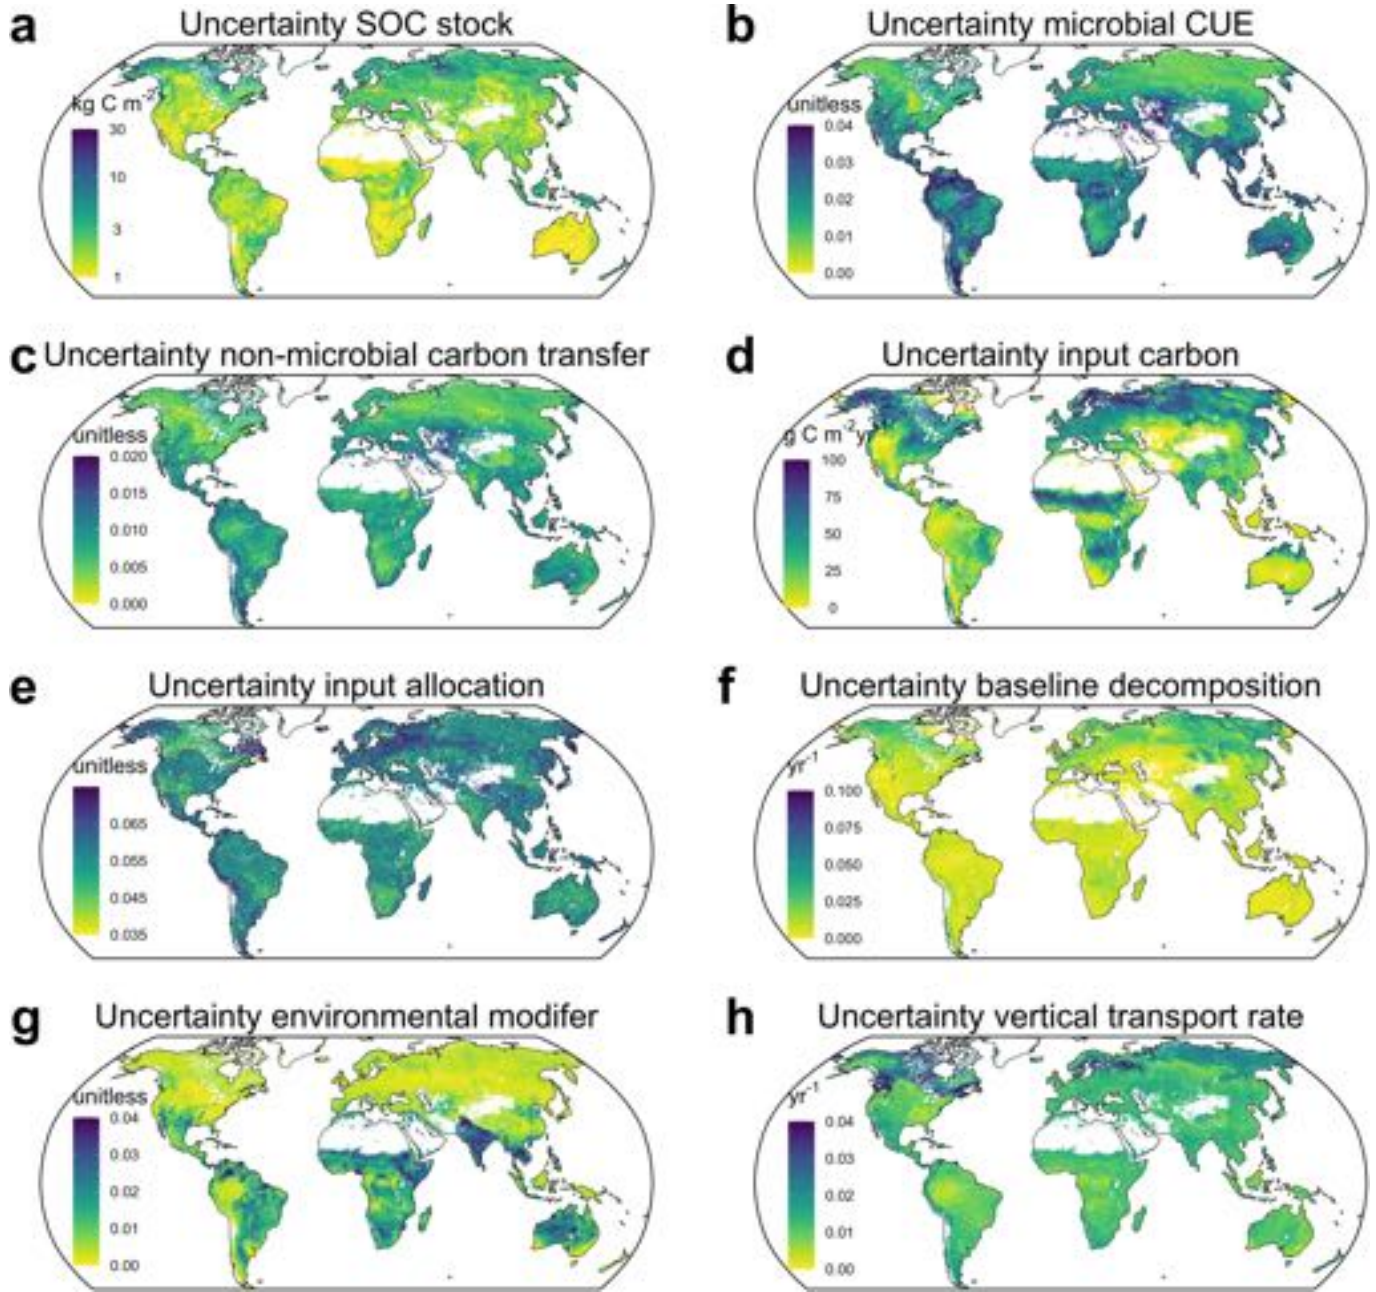 a Uncertainty SOC stock
kg C m-2
30
10
3
1
b Uncertainty microbial CUE
unitless
0.04
0.03
0.02
0.01
0.00
c Uncertainty non-microbial carbon transfer
unitless
0.020
0.015
0.010
0.005
0.000
d Uncertainty input carbon
g C m-2y
100
75
50
25
0
e Uncertainty input allocation
unitless
0.065
0.055
0.045
0.035
f Uncertainty baseline decomposition
yr-1
0.100
0.075
0.050
0.025
0.000
g Uncertainty environmental modifer
unitless
0.04
0.03
0.02
0.01
0.00
h Uncertainty vertical transport rate
yr-1
0.04
0.03
0.02
0.01
0.00